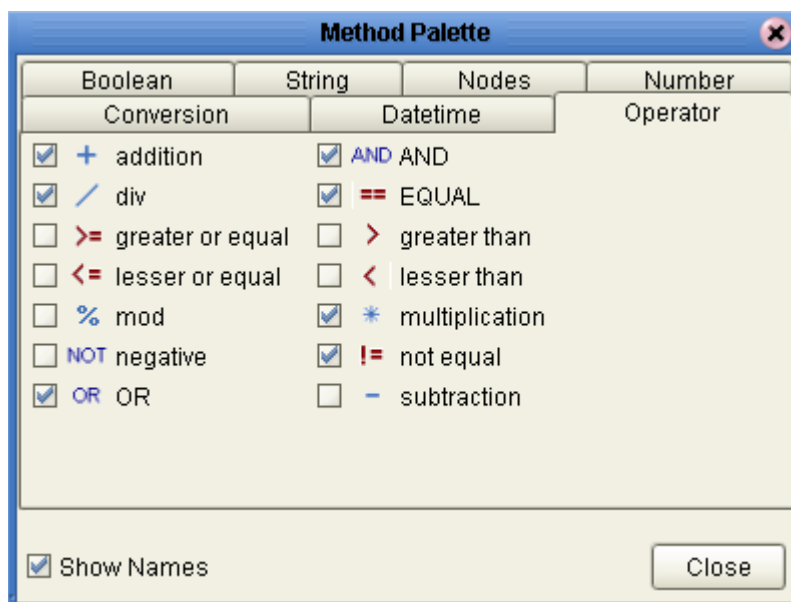 Method Palette
Boolean String Nodes Number
Conversion Datetime Operator
+ addition AND AND
/ div == EQUAL
>= greater or equal > greater than
<= lesser or equal < lesser than
% mod * multiplication
NOT negative != not equal
OR OR - subtraction
Show Names Close